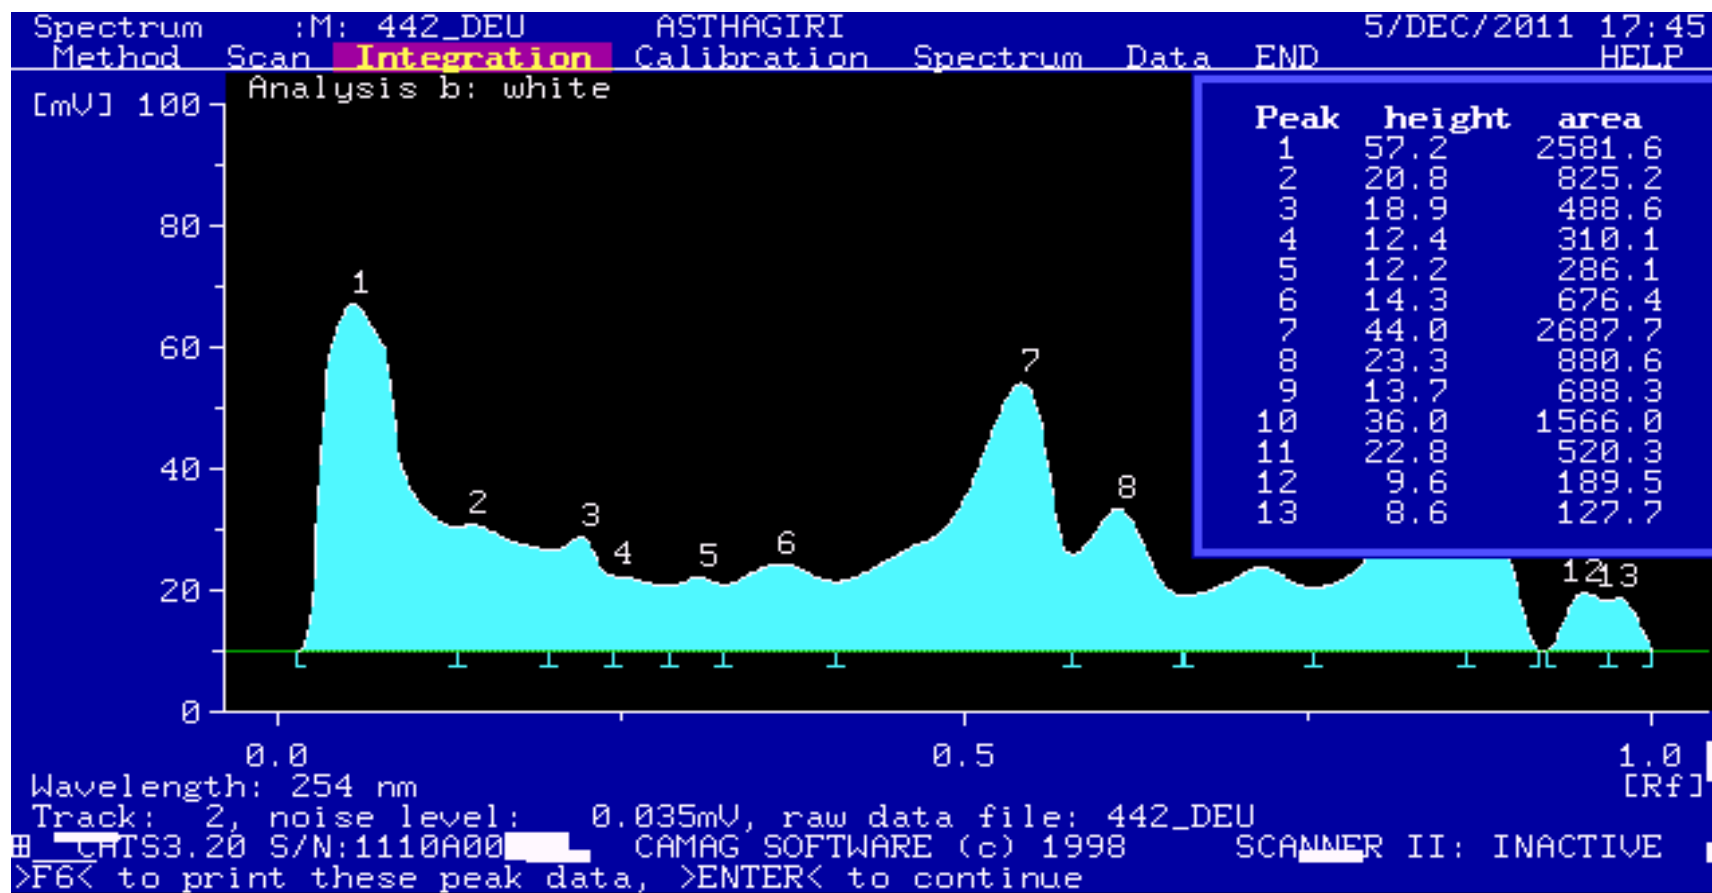 Spectrum :M: 442_DEU ASTHAGIRI 5/DEC/2011 17:45
Method Scan Integration Calibration Spectrum Data END HELP
Analysis b: white
[mV] 100
80
60
40
20
0
Peak height area
1 57.2 2581.6
2 20.8 825.2
3 18.9 488.6
4 12.4 310.1
5 12.2 286.1
6 14.3 676.4
7 44.0 2687.7
8 23.3 880.6
9 13.7 688.3
10 36.0 1566.0
11 22.8 520.3
12 9.6 189.5
13 8.6 127.7
1
2
3
4
5
6
7
8
12
13
0.0 0.5 1.0
[Rf]
Wavelength: 254 nm
Track: 2, noise level: 0.035mV, raw data file: 442_DEU
CATS3.20 S/N:1110A00 CAMAG SOFTWARE (c) 1998 SCANNER II: INACTIVE
>F6< to print these peak data, >ENTER< to continue